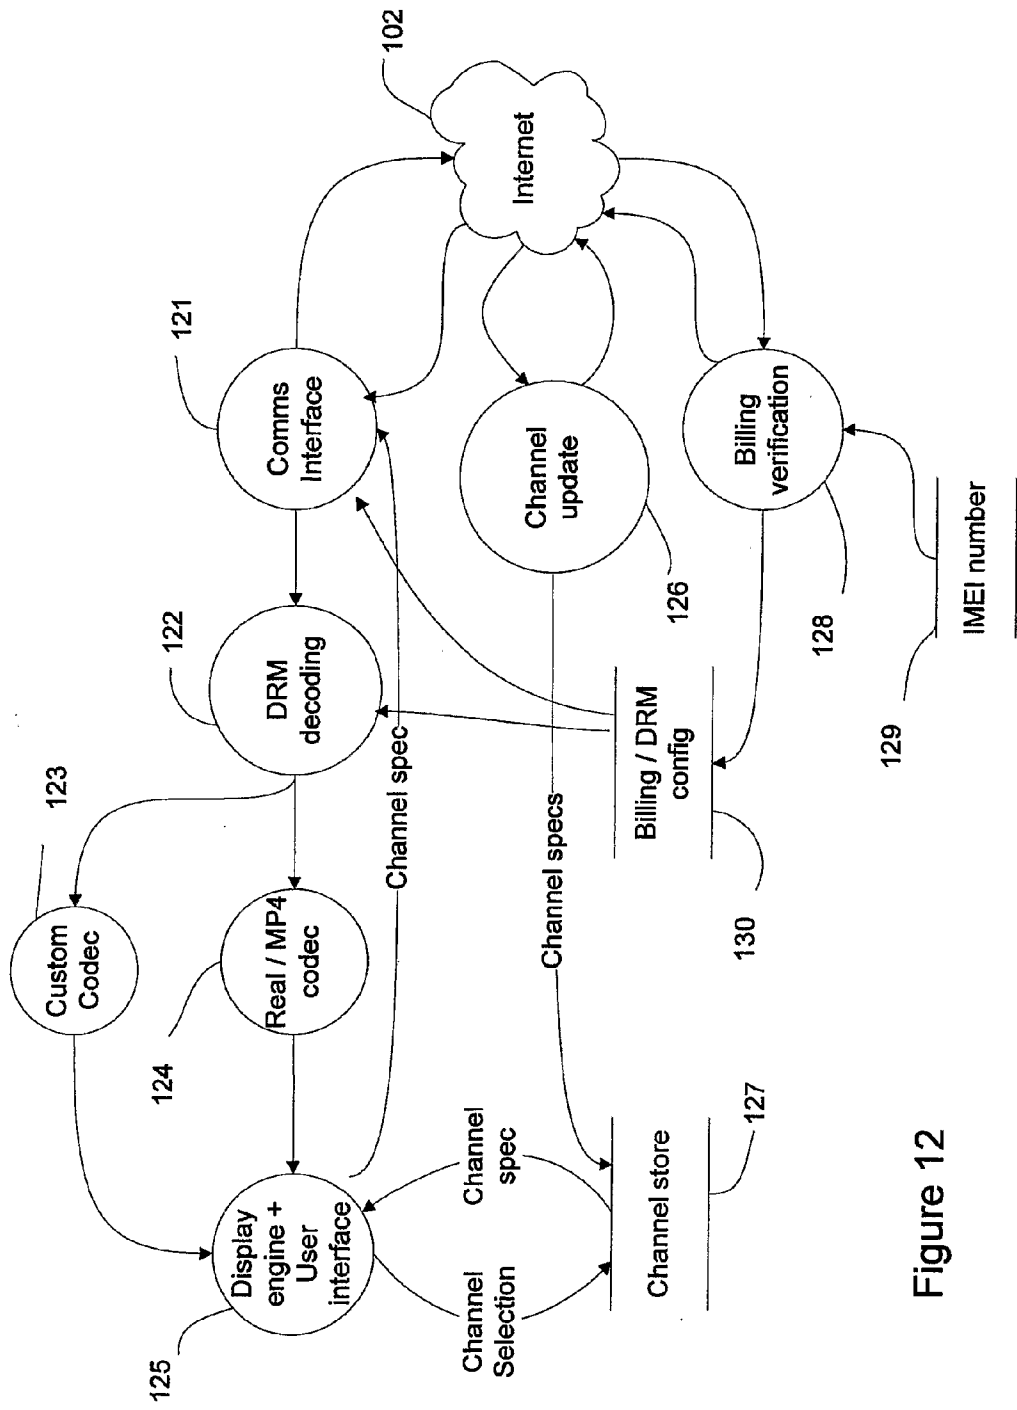 123
Custom
Codec
124
Real / MP4
codec
125
Display
engine +
User
interface
122
DRM
decoding
121
Comms
Interface
102
Internet
Channel spec
Channel
Selection
Channel
spec
Channel
update
126
Channel specs
Channel store
127
Billing / DRM
config
130
Billing
verification
128
IMEI number
129
Figure 12